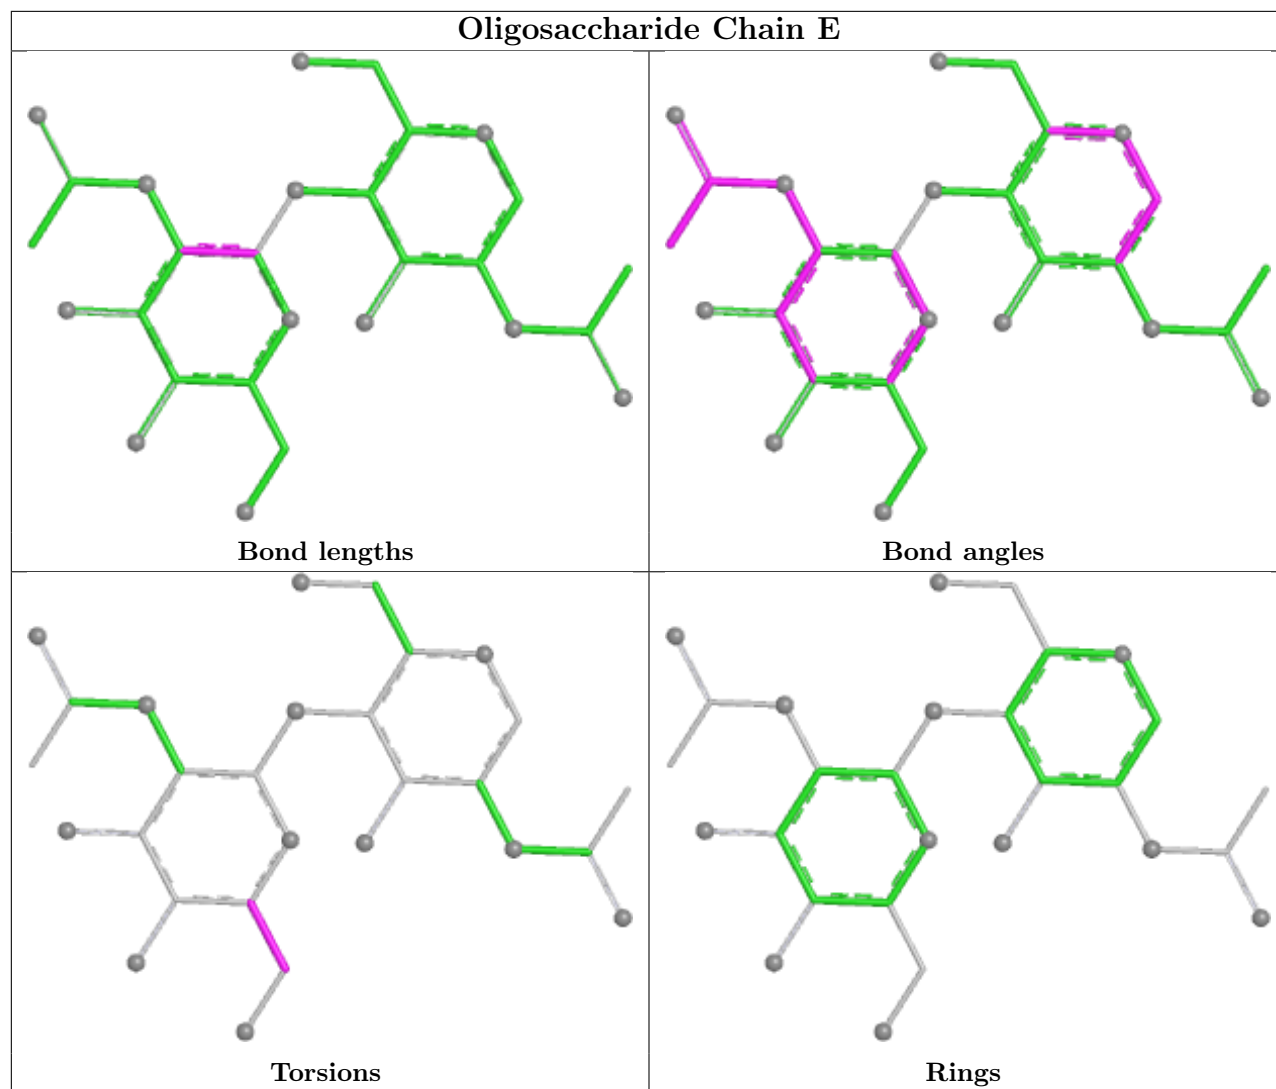 Oligosaccharide Chain E
Bond lengths
Bond angles
Torsions
Rings